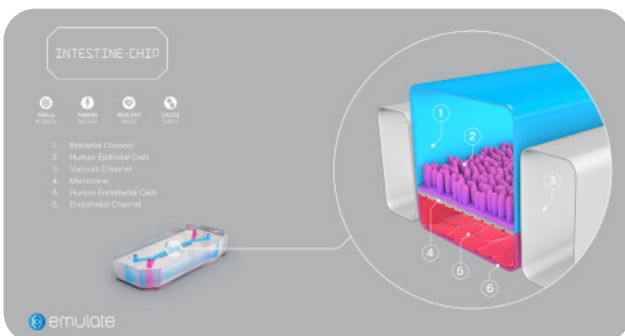 INTESTINE-CHIP
SMALL HUMAN HEALTHY
1. Epithelial Channel
2. Human Epithelial Cells
3. Vacuum Channel
4. Membrane
5. Human Endothelial Cells
6. Endothelial Channel
1
2
3
4
5
6
emulate